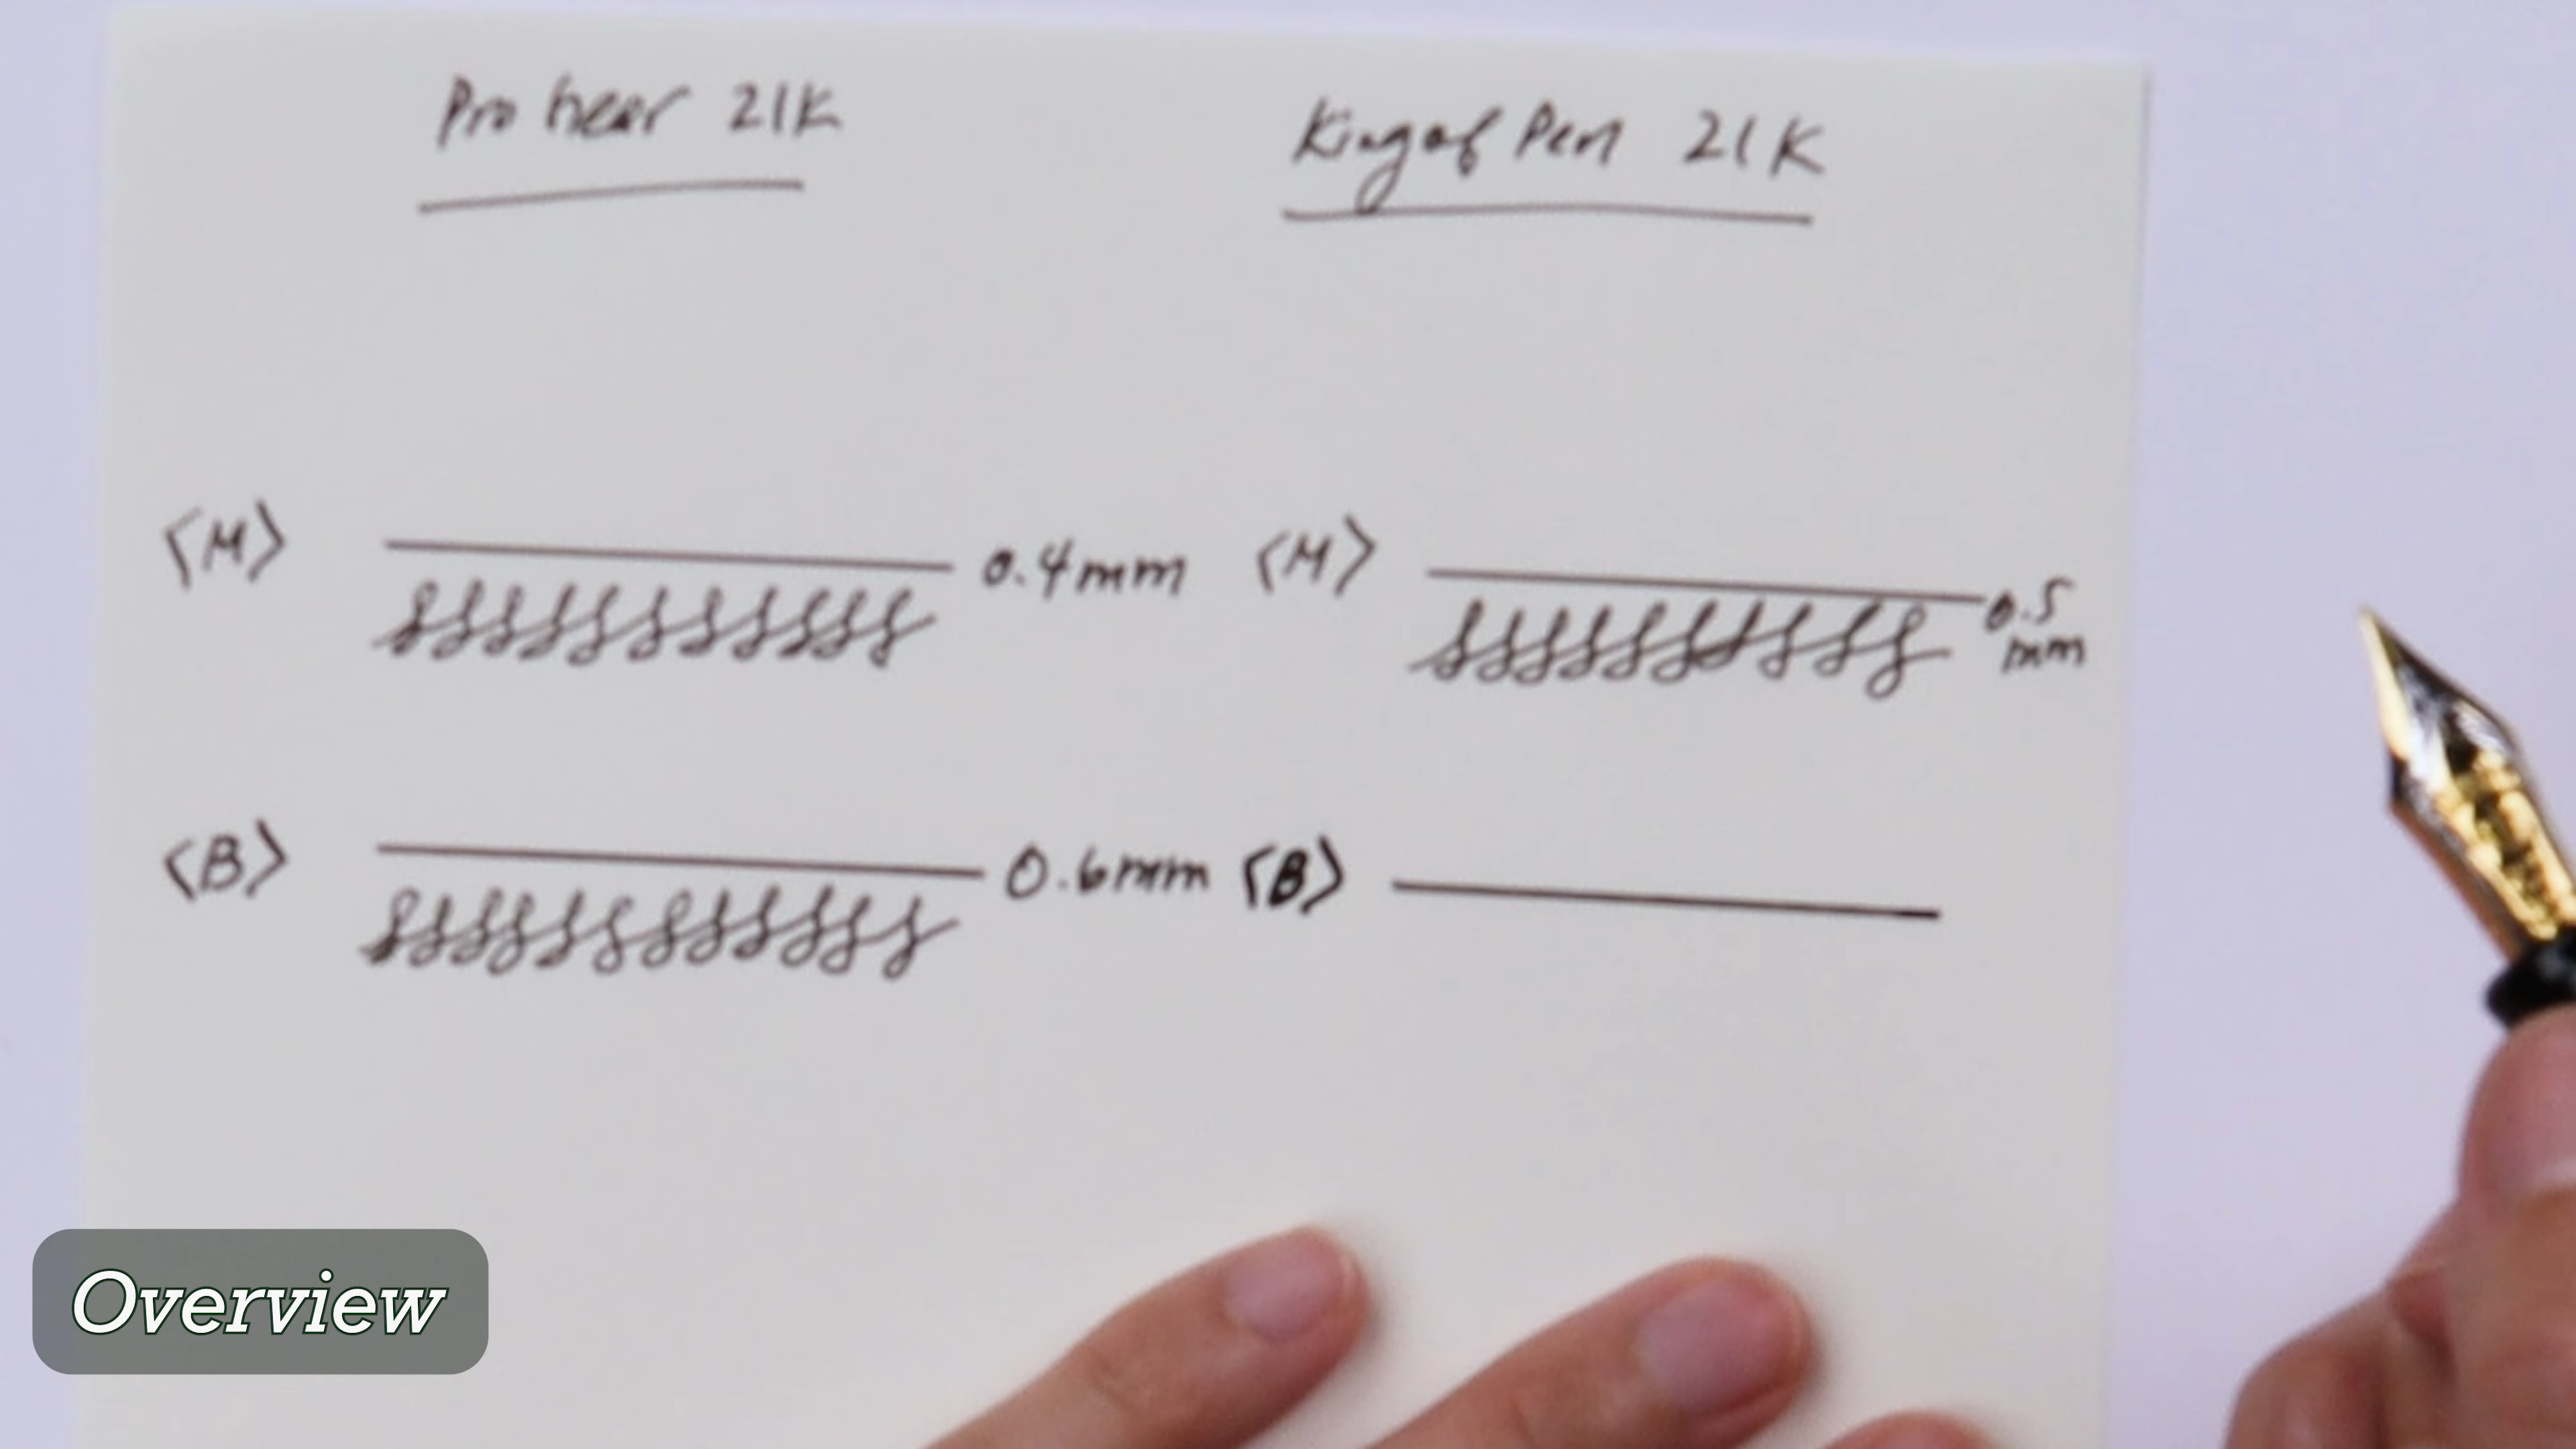 Pro Gear 21K
King of Pen 21K
<M> 0.4mm
<M> 0.5
mm
<B> 0.6mm
<B>
Overview